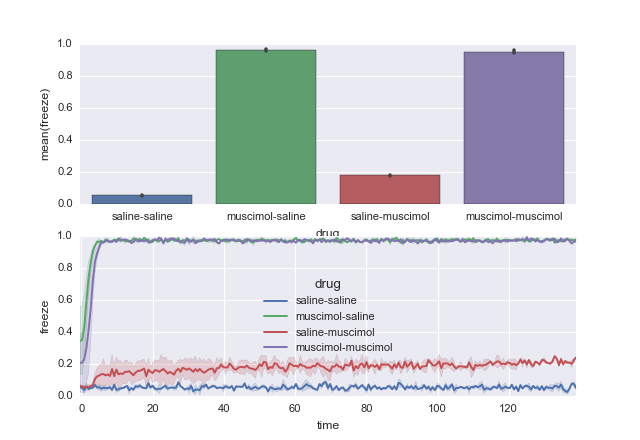 1.0
0.8
0.6
0.4
0.2
0.0
mean(freeze)
saline-saline muscimol-saline saline-muscimol muscimol-muscimol
drug
1.0
0.8
0.6
0.4
0.2
0.0
freeze
drug
saline-saline
muscimol-saline
saline-muscimol
muscimol-muscimol
0 20 40 60 80 100 120
time